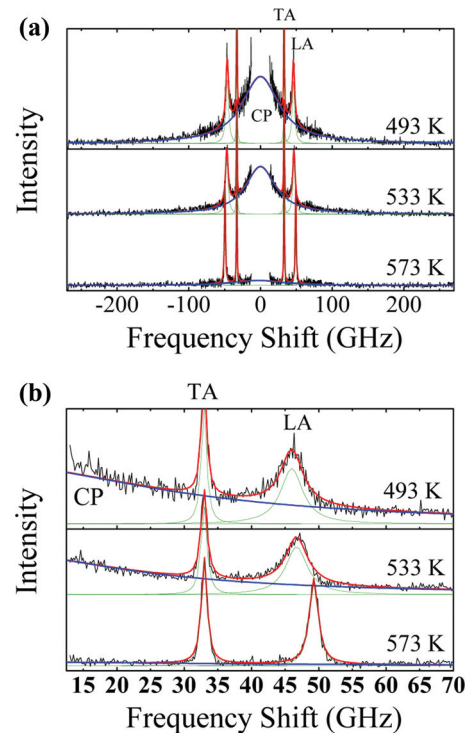 (a)
TA
LA
CP
493 K
533 K
573 K
Intensity
-200 -100 0 100 200
Frequency Shift (GHz)
(b)
TA
LA
CP
493 K
533 K
573 K
Intensity
15 20 25 30 35 40 45 50 55 60 65 70
Frequency Shift (GHz)